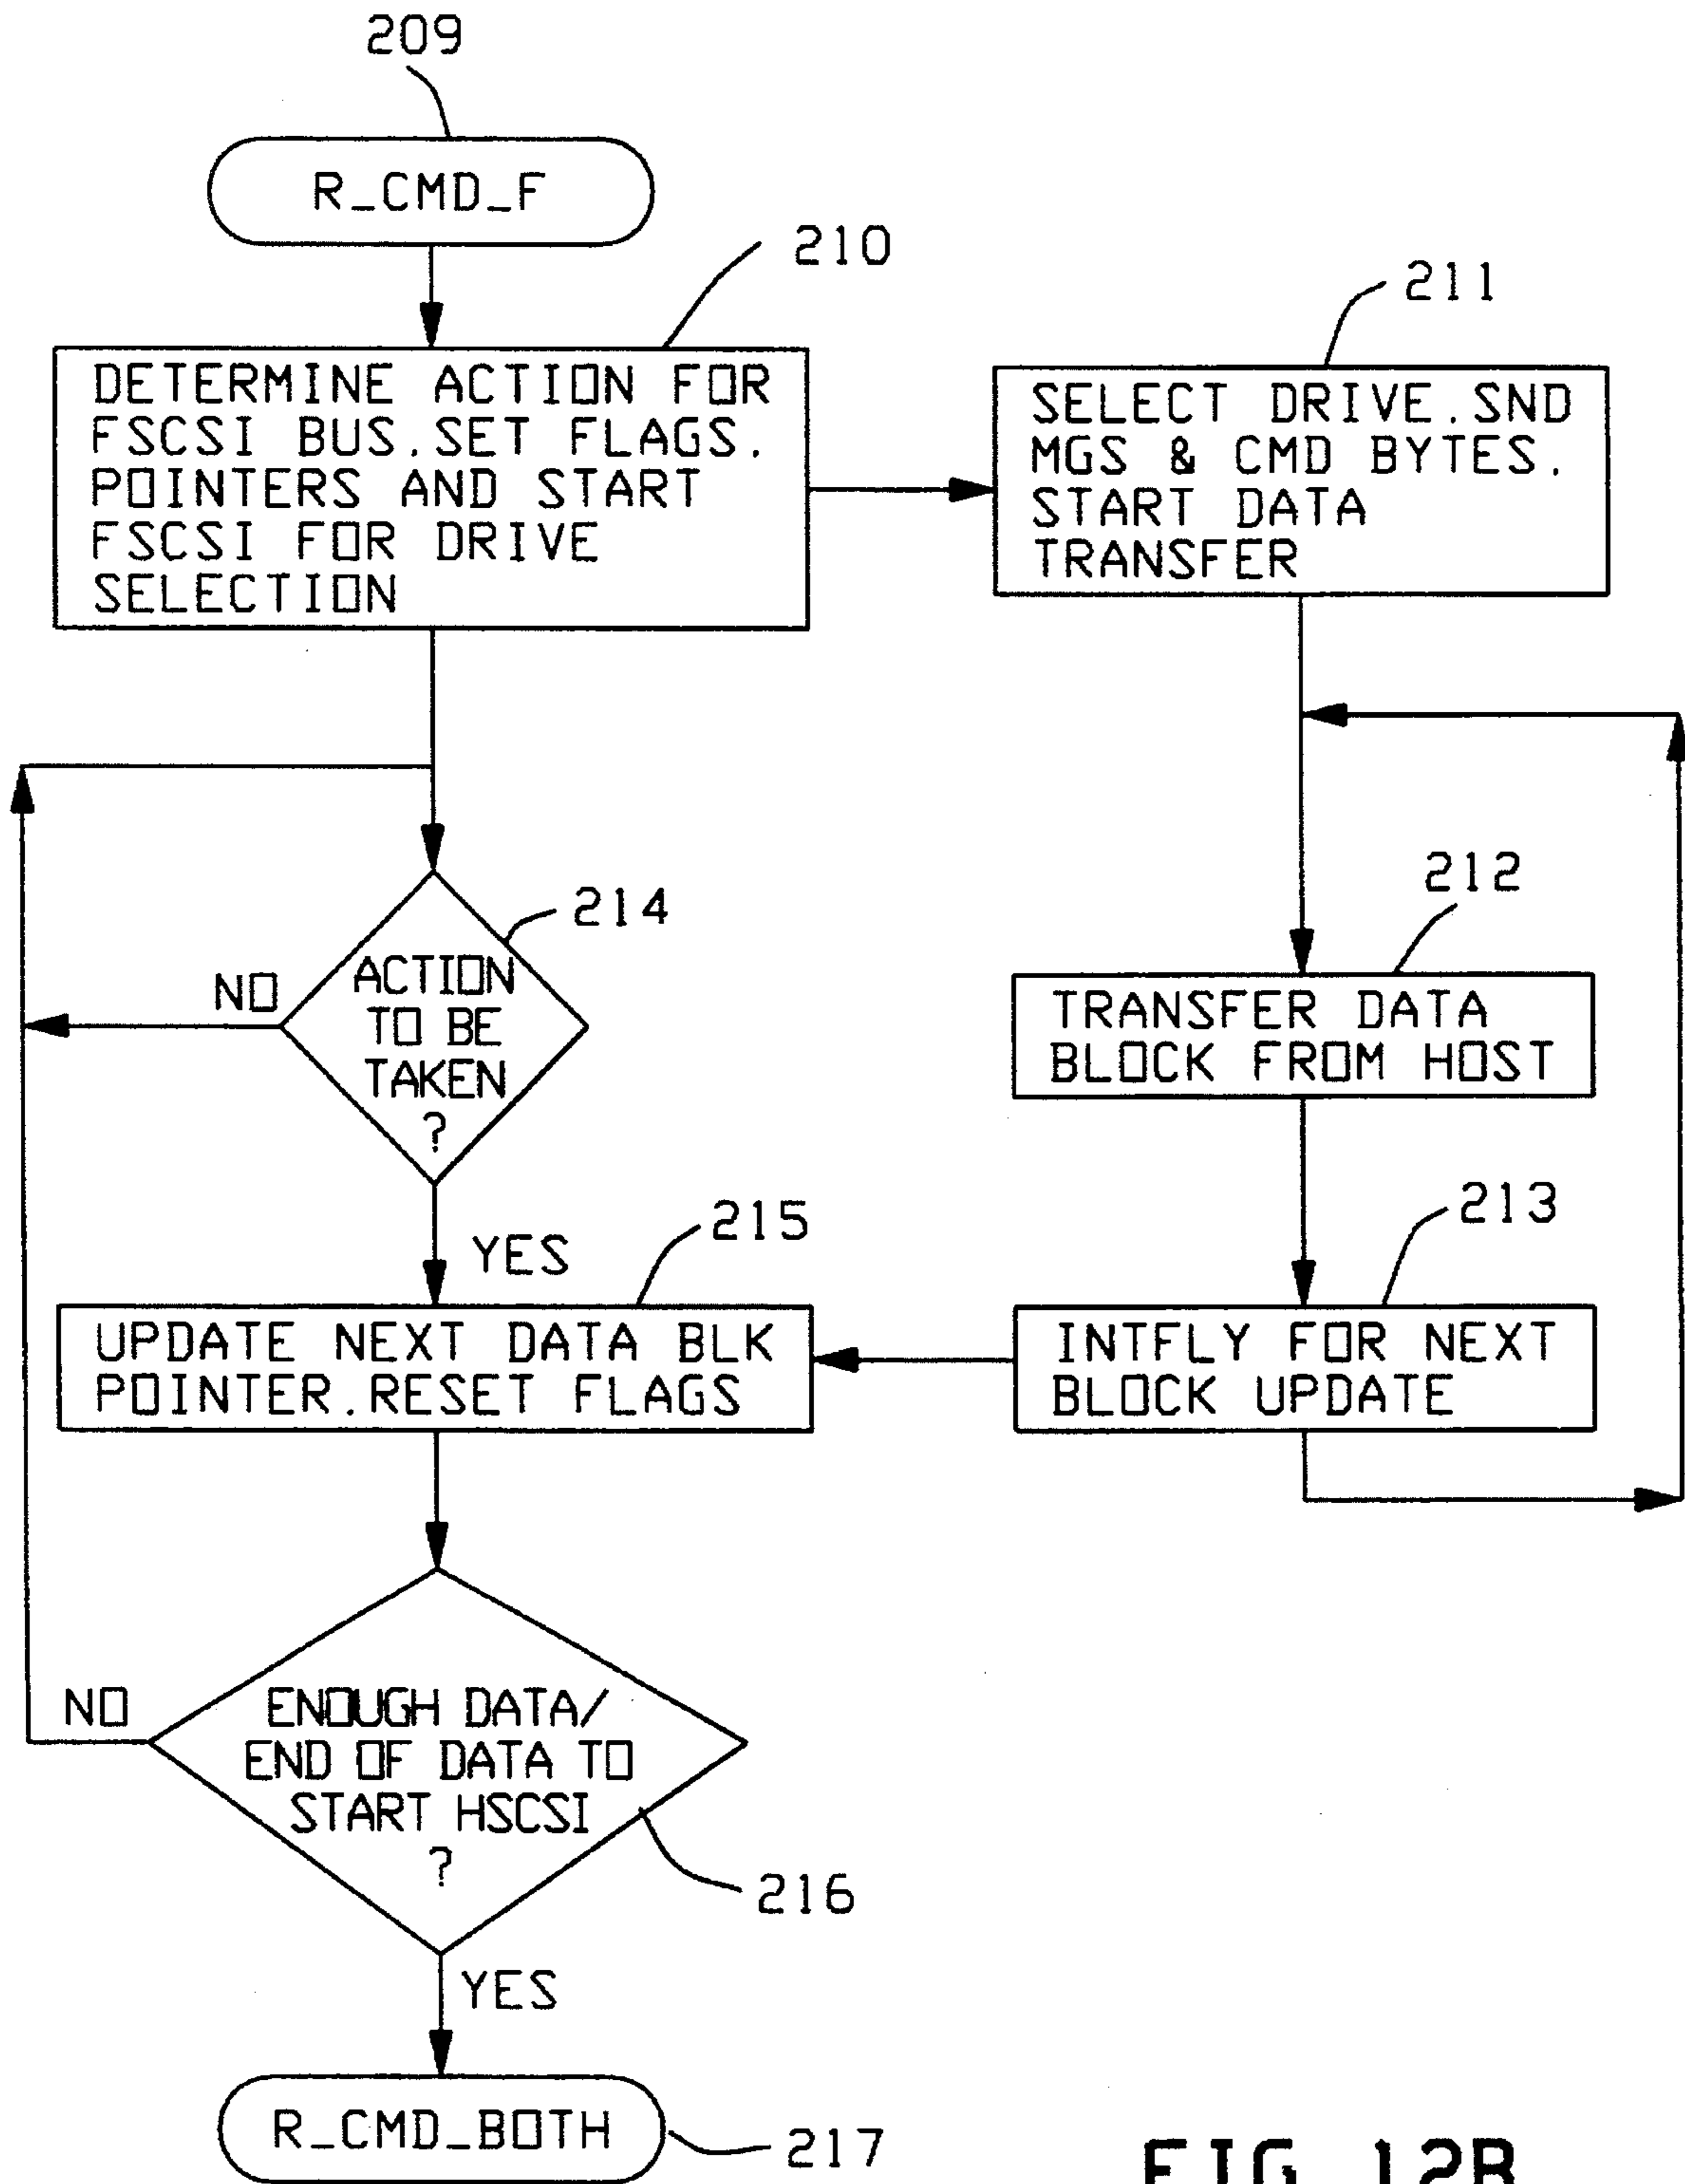 209
R_CMD_F
210
DETERMINE ACTION FOR
FSCSI BUS.SET FLAGS.
POINTERS AND START
FSCSI FOR DRIVE
SELECTION
211
SELECT DRIVE.SND
MGS & CMD BYTES.
START DATA
TRANSFER
212
TRANSFER DATA
BLOCK FROM HOST
214
NO
ACTION
TO BE
TAKEN
?
YES
213
INTFLY FOR NEXT
BLOCK UPDATE
215
UPDATE NEXT DATA BLK
POINTER.RESET FLAGS
NO
ENOUGH DATA/
END OF DATA TO
START HSCSI
?
216
YES
R_CMD_BOTH
217
FIG 12B